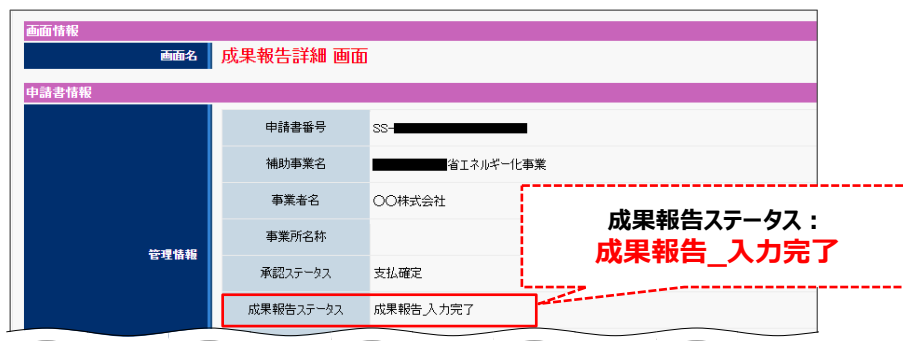 画面情報
画面名 成果報告詳細 画面
申請書情報
管理情報
申請書番号 SS-
補助事業名 省エネルギー化事業
事業者名 〇〇株式会社
事業所名称
承認ステータス 支払確定
成果報告ステータス 成果報告_入力完了
成果報告ステータス：
成果報告_入力完了